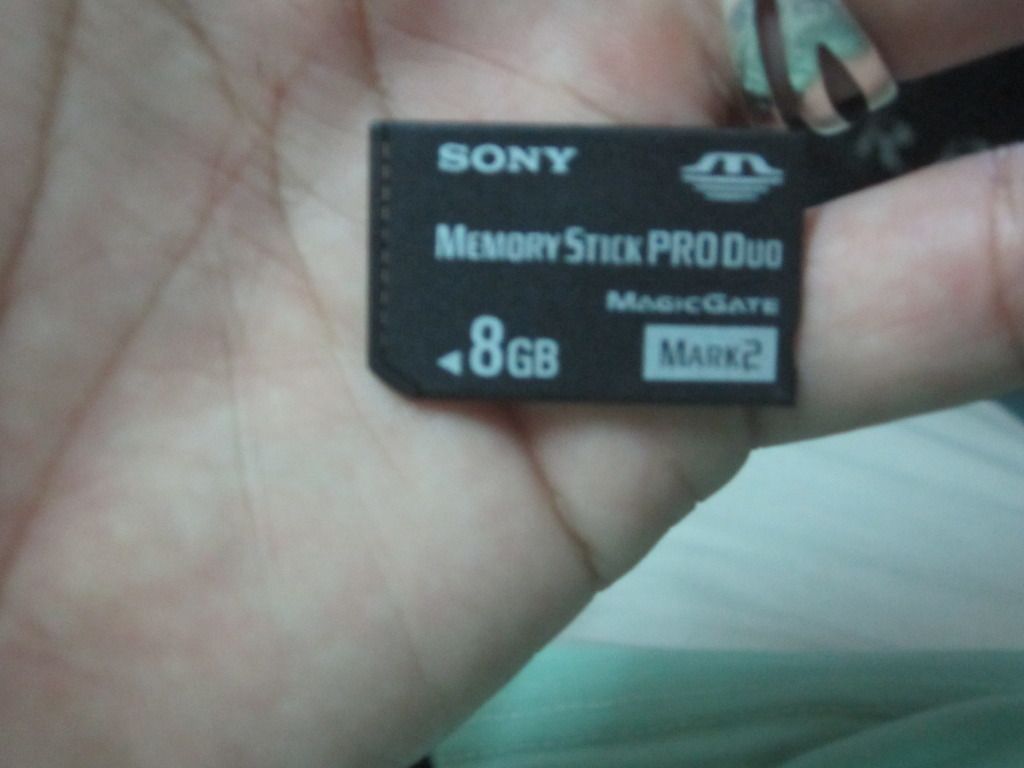 SONY
MEMORY STICK PRO DUO
MAGICGATE
8GB
MARK2